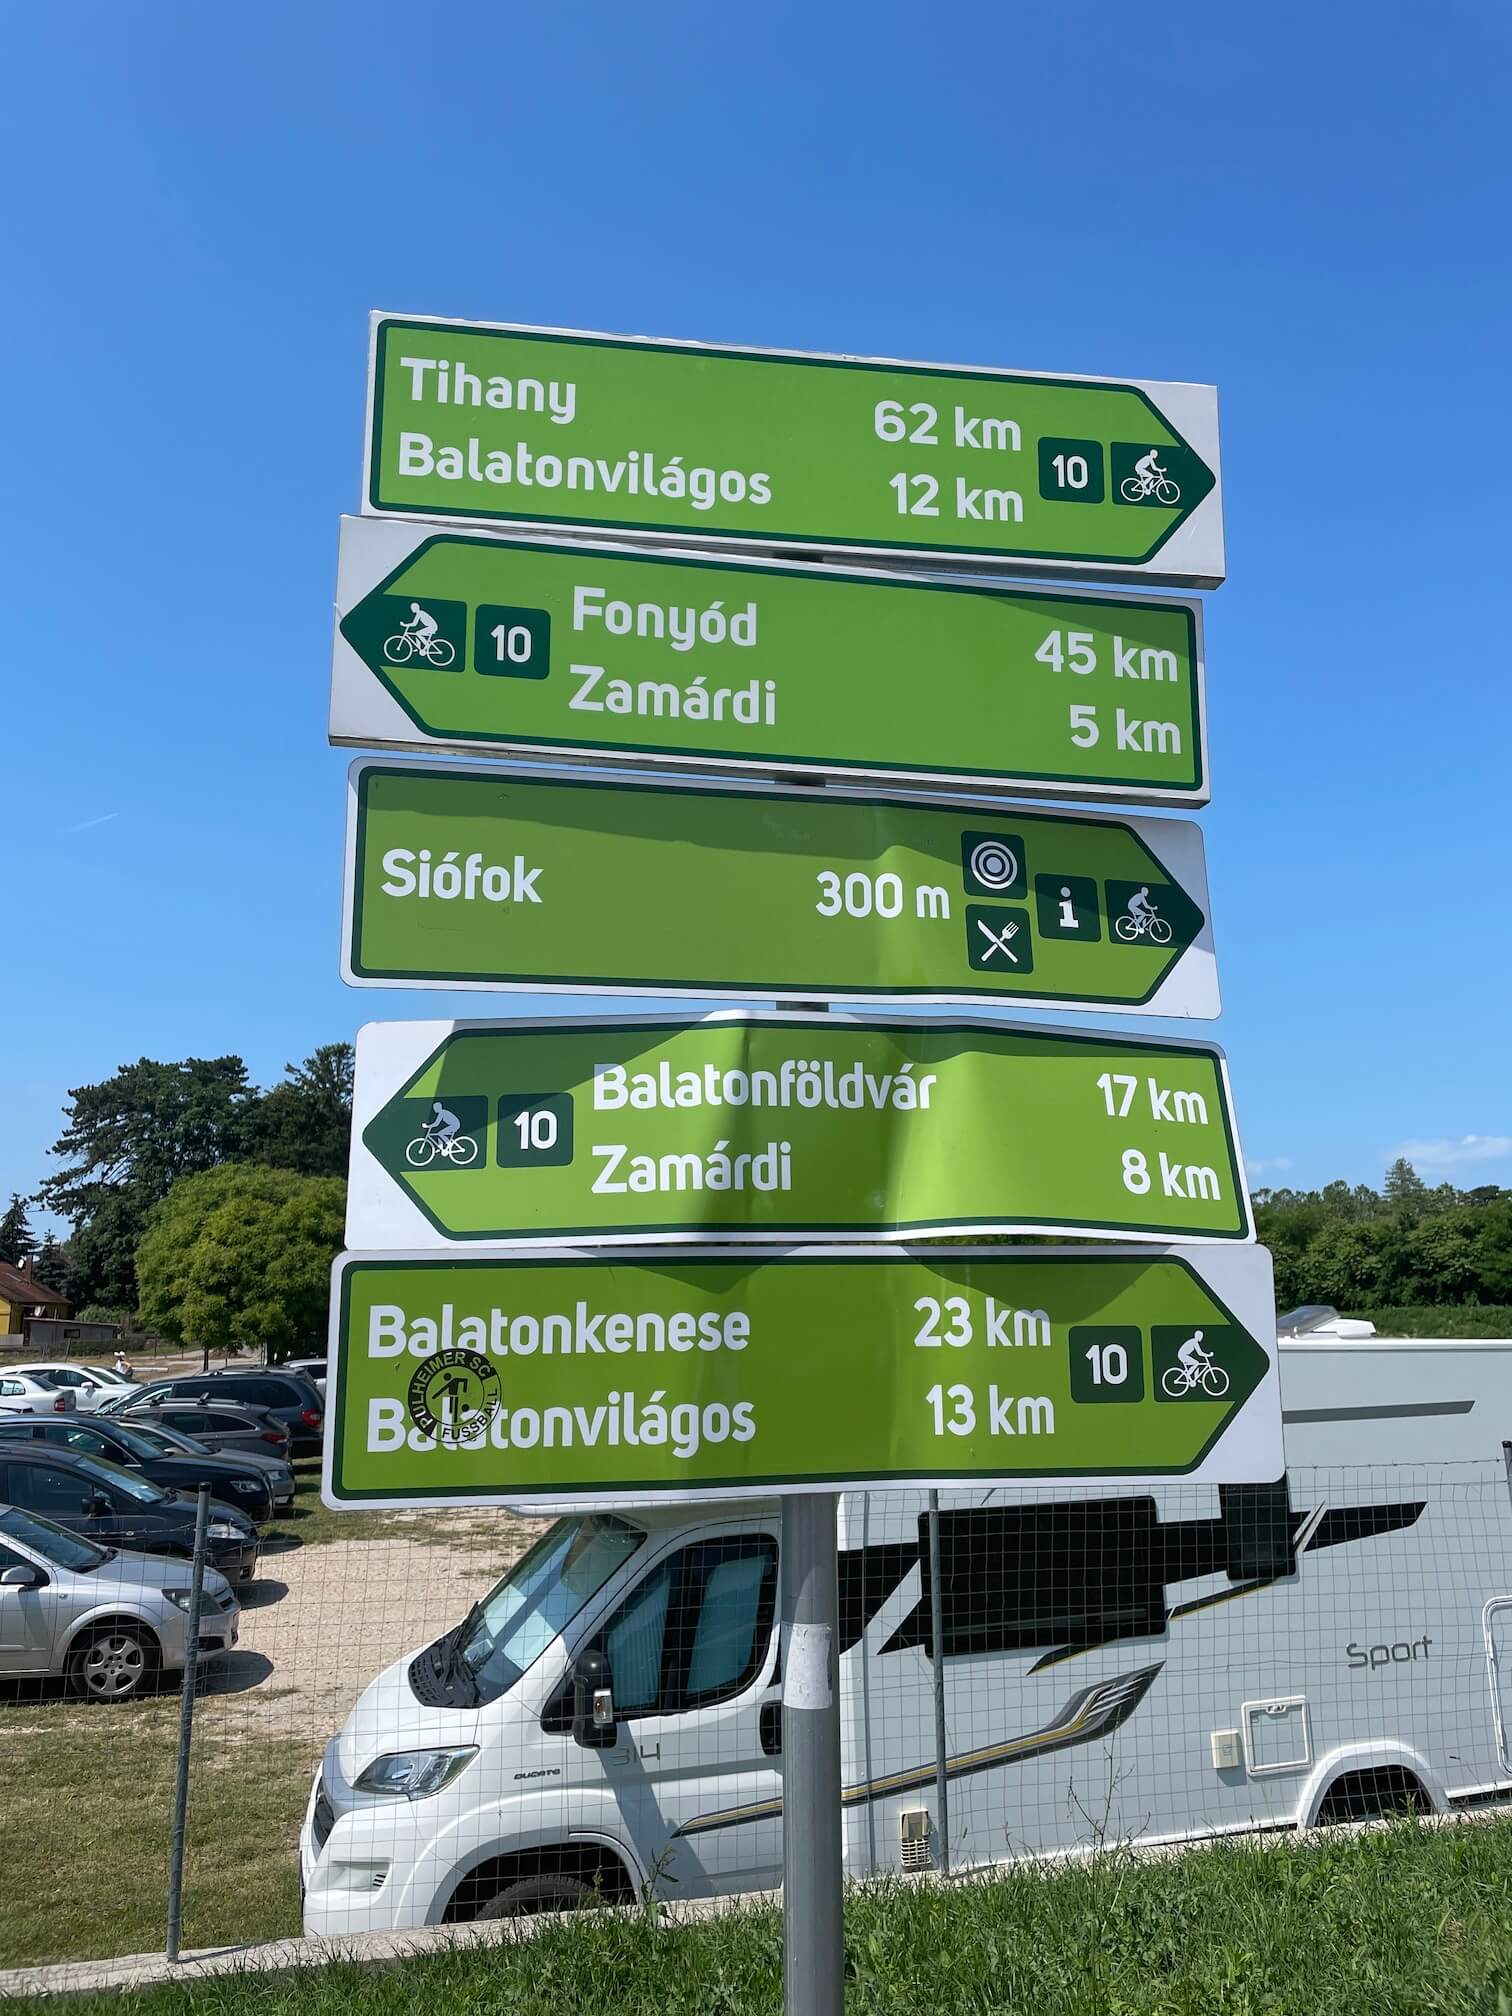 Tihany 62 km
Balatonvilágos 12 km
10
10
Fonyód 45 km
Zamárdi 5 km
Siófok 300 m
i
10
Balatonföldvár 17 km
Zamárdi 8 km
Balatonkenese 23 km
Balatonvilágos 13 km
10
PULHEIMER SC
FUSSBALL
314
DUCATO
Sport